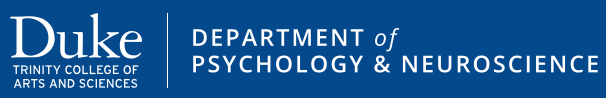 Duke
TRINITY COLLEGE OF
ARTS AND SCIENCES
DEPARTMENT of
PSYCHOLOGY & NEUROSCIENCE